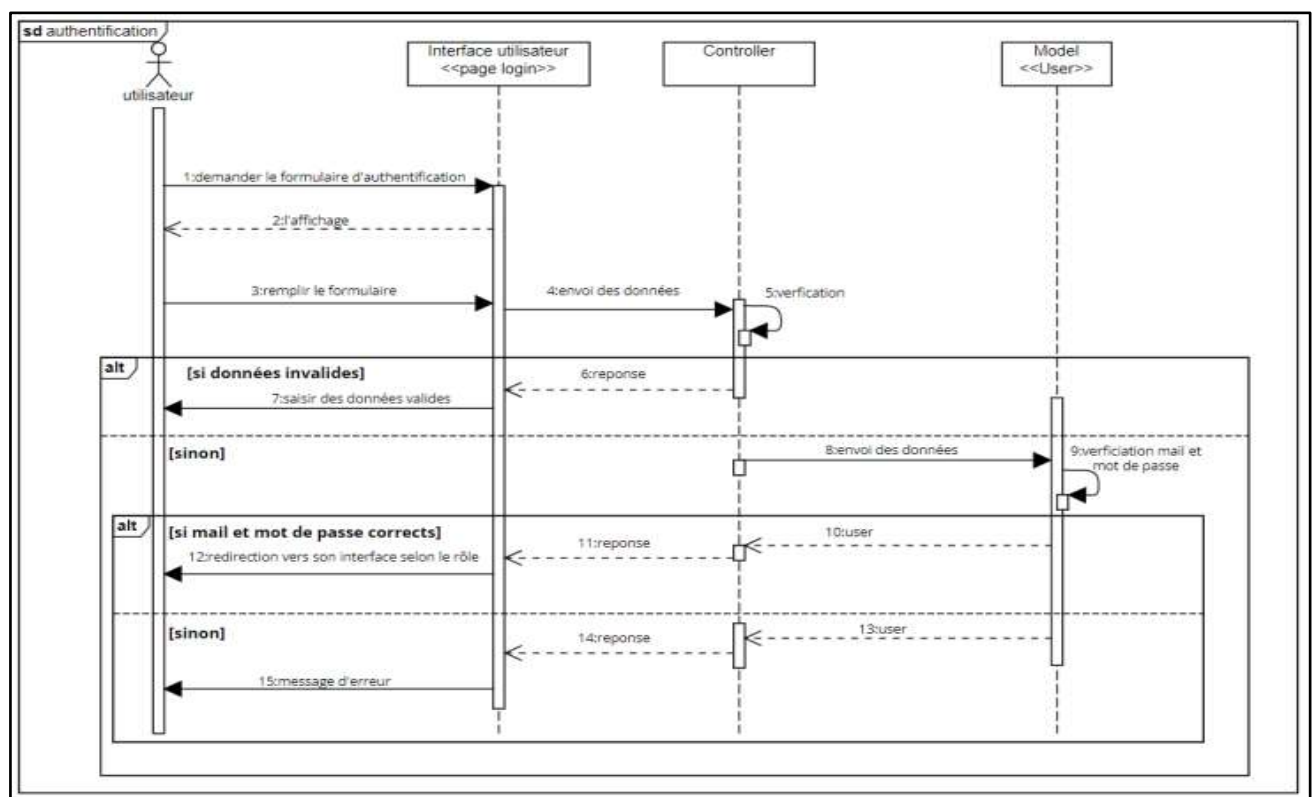 sd authentification
utilisateur
Interface utilisateur
<<page login>>
Controller
Model
<<User>>
1:demander le formulaire d'authentification
2:l'affichage
3:remplir le formulaire
4:envoi des données
5:verfication
alt
[si données invalides]
6:reponse
7:saisir des données valides
[sinon]
8:envoi des données
9:verficiation mail et
mot de passe
alt
[si mail et mot de passe corrects]
10:user
11:reponse
12:redirection vers son interface selon le rôle
[sinon]
13:user
14:reponse
15:message d'erreur